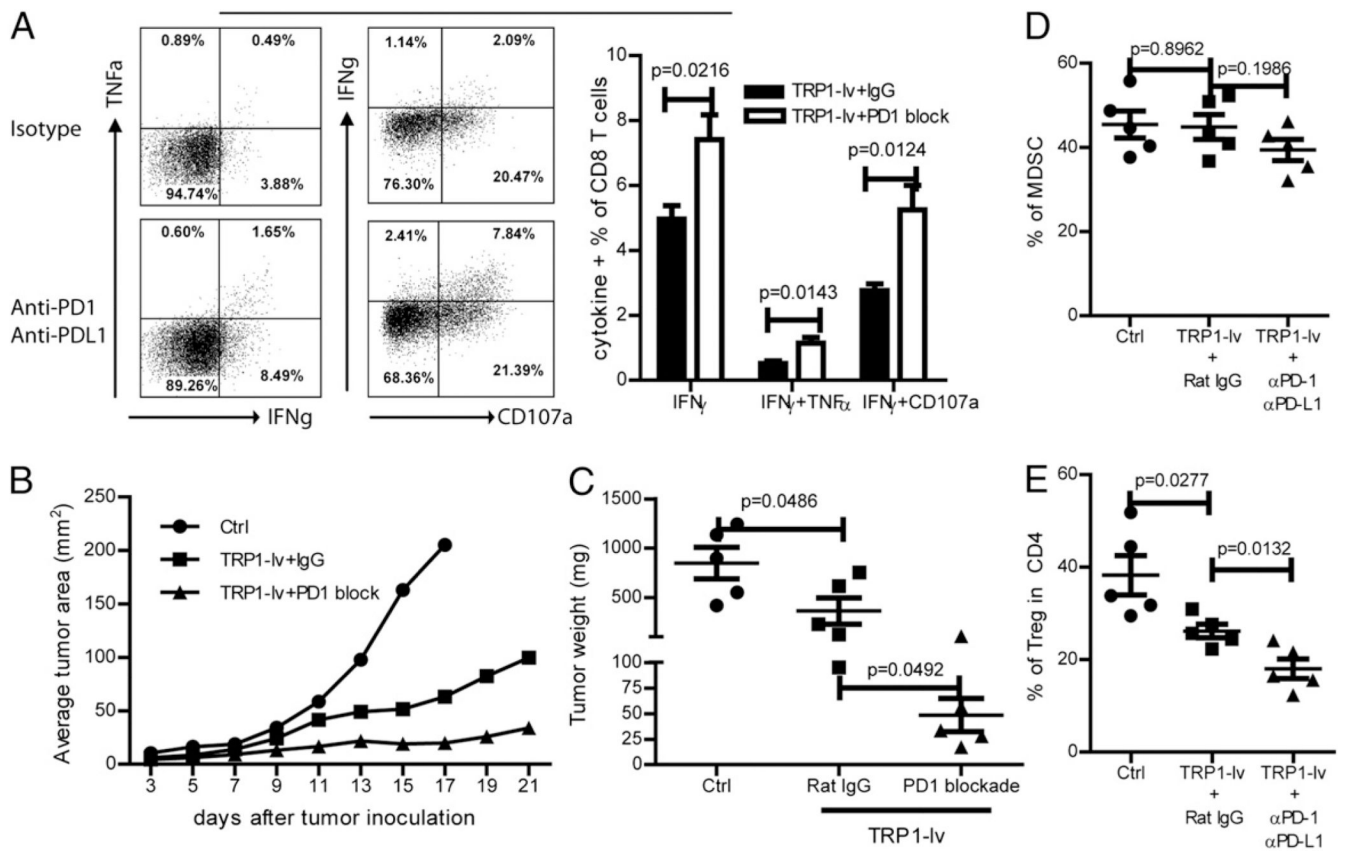 A
TNFa
0.89%
0.49%
94.74%
3.88%
IFNg
1.14%
2.09%
76.30%
20.47%
Isotype
0.60%
1.65%
89.26%
8.49%
2.41%
7.84%
68.36%
21.39%
Anti-PD1
Anti-PDL1
IFNg
CD107a
cytokine + % of CD8 T cells
10
8
6
4
2
0
TRP1-lv+IgG
TRP1-lv+PD1 block
p=0.0216
p=0.0143
p=0.0124
IFNγ
IFNγ+TNFα
IFNγ+CD107a
D
% of MDSC
60
40
20
0
p=0.8962
p=0.1986
Ctrl
TRP1-lv
+
Rat IgG
TRP1-lv
+
αPD-1
αPD-L1
B
Average tumor area (mm²)
250
200
150
100
50
0
Ctrl
TRP1-lv+IgG
TRP1-lv+PD1 block
3 5 7 9 11 13 15 17 19 21
days after tumor inoculation
C
Tumor weight (mg)
1500
1000
500
100
75
50
25
0
p=0.0486
p=0.0492
Ctrl
Rat IgG
PD1 blockade
TRP1-lv
E
% of Treg in CD4
60
40
20
0
p=0.0277
p=0.0132
Ctrl
TRP1-lv
+
Rat IgG
TRP1-lv
+
αPD-1
αPD-L1